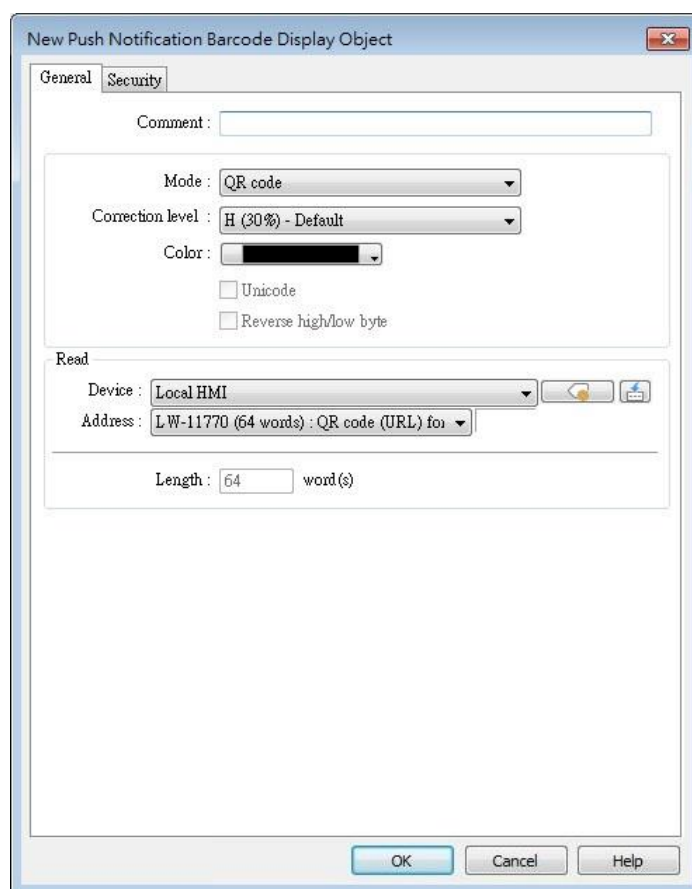 New Push Notification Barcode Display Object
General Security
Comment :
Mode : QR code
Correction level : H (30%) - Default
Color :
Unicode
Reverse high/low byte
Read
Device : Local HMI
Address : LW-11770 (64 words) : QR code (URL) for
Length : 64 word(s)
OK Cancel Help